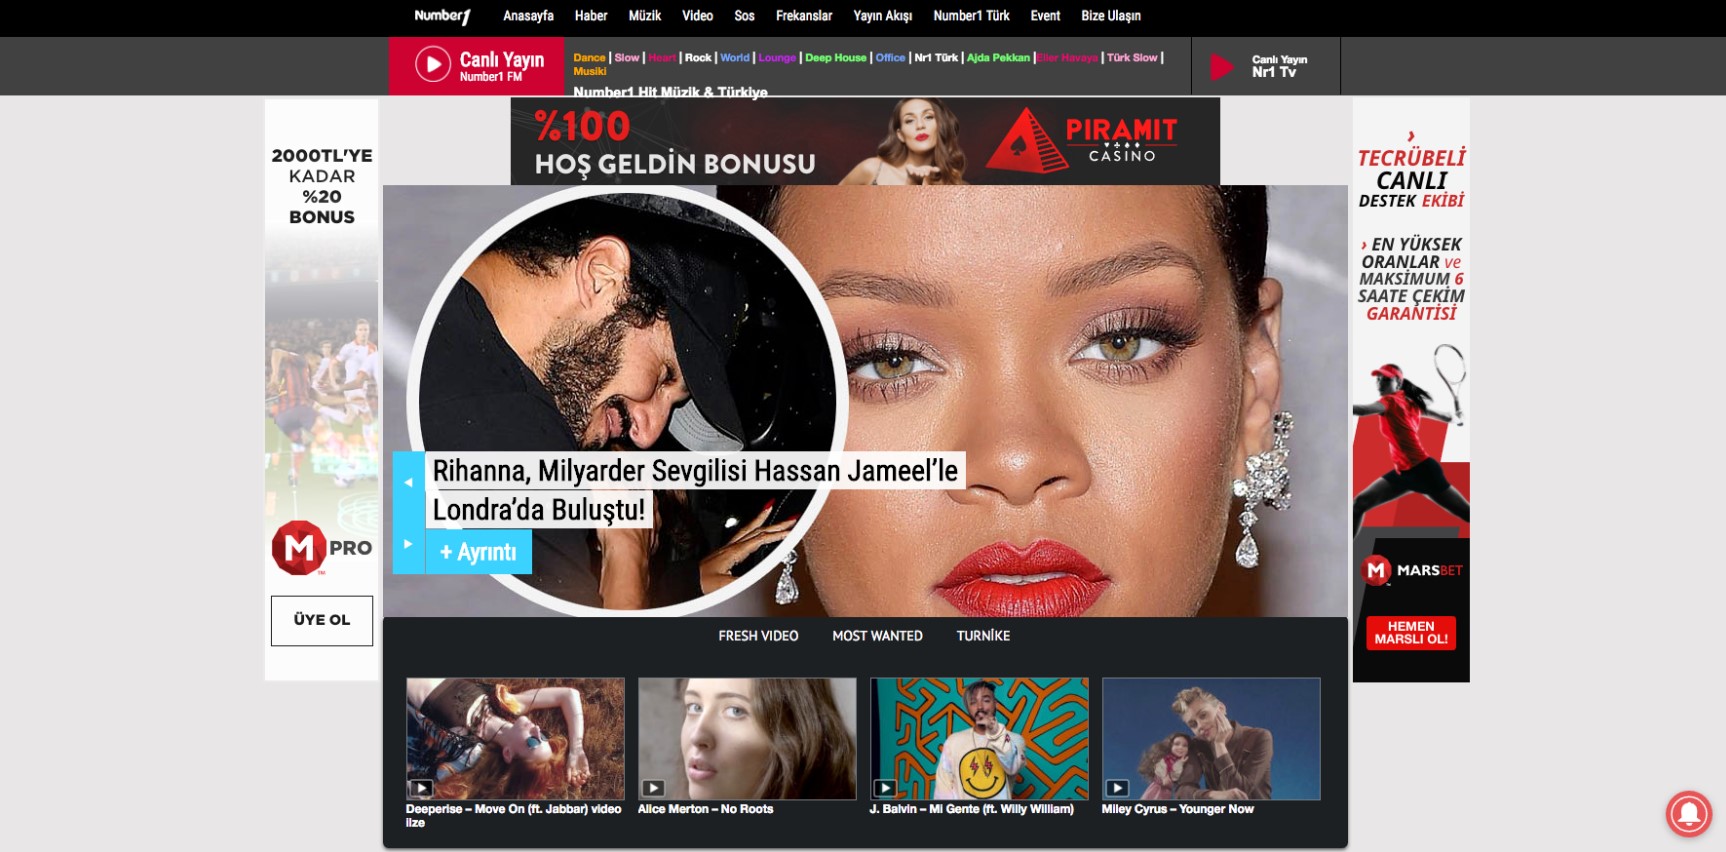 Number1 Anasayfa Haber Müzik Video Sos Frekanslar Yayın Akışı Number1 Türk Event Bize Ulaşın
Canlı Yayın
Number1 FM
Dance | Slow | Heart | Rock | World | Lounge | Deep House | Office | Nr1 Türk | Ajda Pekkan |Eller Havaya | Türk Slow |
Musiki
Number1 Hit Müzik & Türkiye
Canlı Yayın
Nr1 Tv
%100
HOŞ GELDİN BONUSU
PIRAMIT
CASINO
2000TL'YE
KADAR
%20
BONUS
M PRO
ÜYE OL
› TECRÜBELİ
CANLI
DESTEK EKİBİ
› EN YÜKSEK
ORANLAR ve
MAKSİMUM 6
SAATE ÇEKİM
GARANTİSİ
M MARSBET
HEMEN
MARSLI OL!
Rihanna, Milyarder Sevgilisi Hassan Jameel'le
Londra'da Buluştu!
+ Ayrıntı
FRESH VIDEO MOST WANTED TURNİKE
Deeperise – Move On (ft. Jabbar) video
ize
Alice Merton – No Roots
J. Balvin – Mi Gente (ft. Willy William)
Miley Cyrus – Younger Now